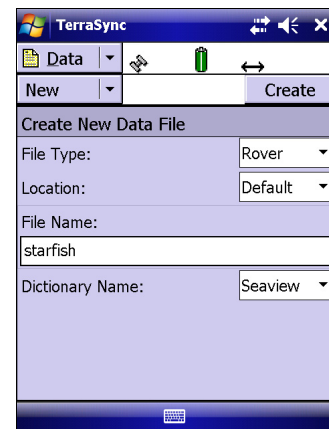 TerraSync
Data
New Create
Create New Data File
File Type: Rover
Location: Default
File Name:
starfish
Dictionary Name: Seaview